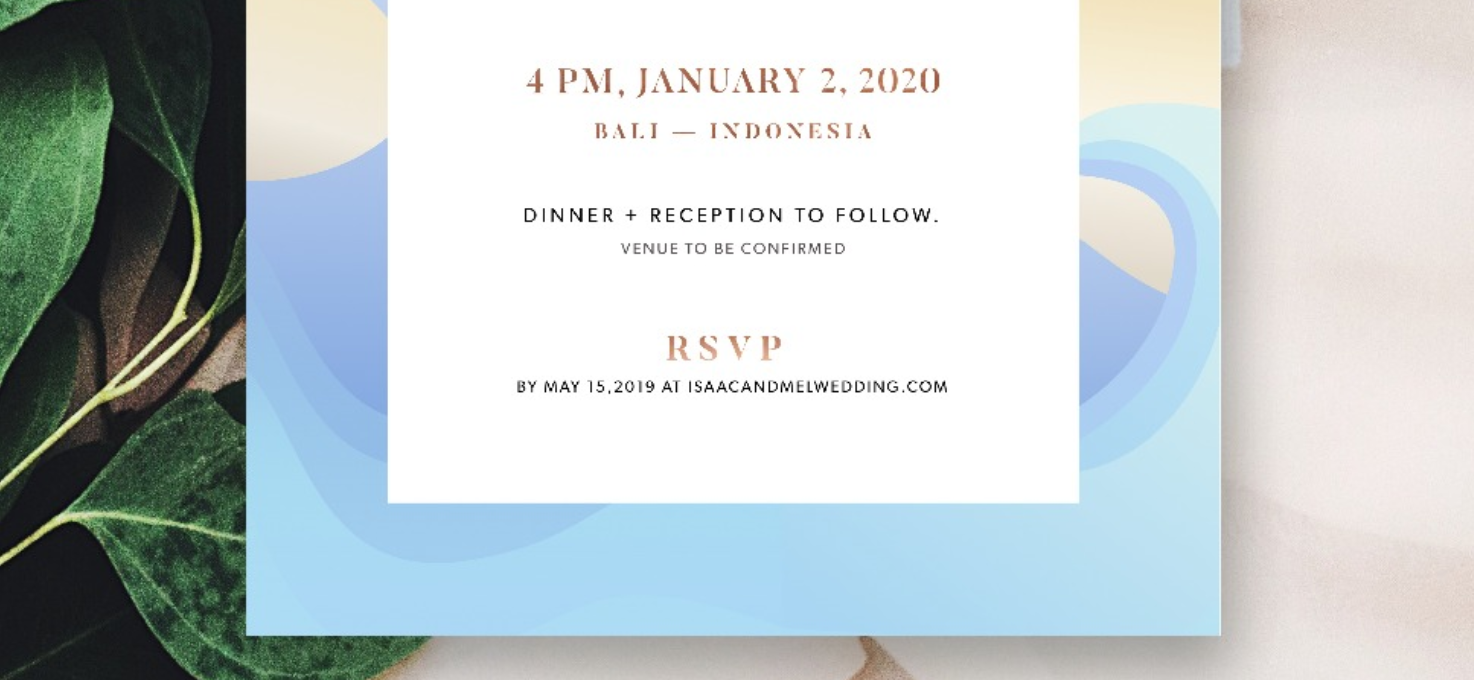 4 PM, JANUARY 2, 2020
BALI — INDONESIA
DINNER + RECEPTION TO FOLLOW.
VENUE TO BE CONFIRMED
RSVP
BY MAY 15,2019 AT ISAACANDMELWEDDING.COM